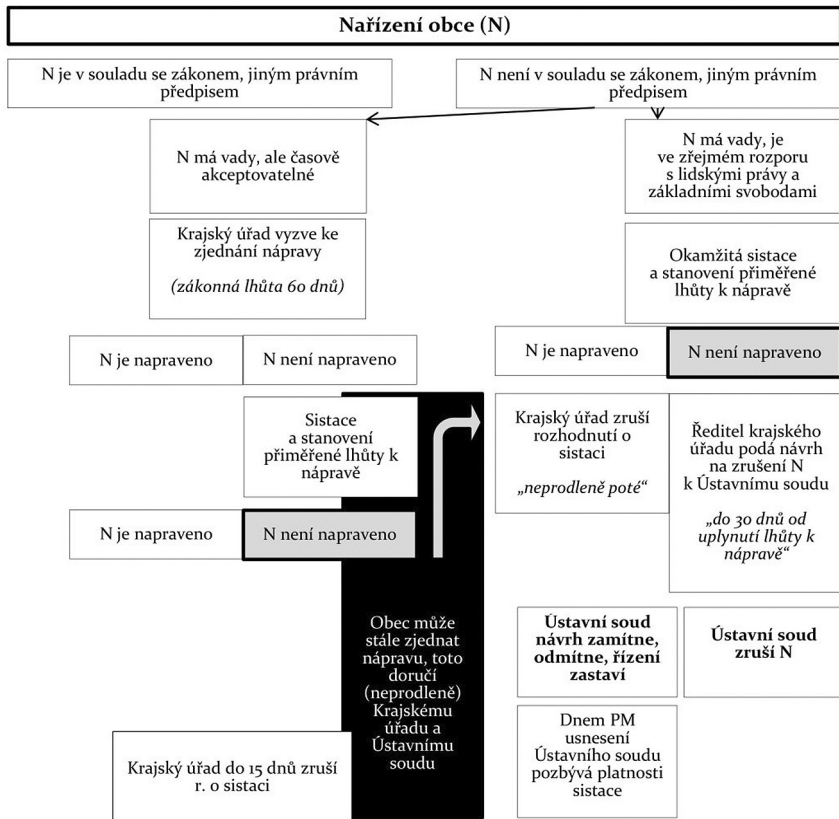 Nařízení obce (N)
N je v souladu se zákonem, jiným právním
předpisem
N není v souladu se zákonem, jiným právním
předpisem
N má vady, ale časově
akceptovatelné
N má vady, je
ve zřejmém rozporu
s lidskými právy a
základními svobodami
Krajský úřad vyzve ke
zjednání nápravy
(zákonná lhůta 60 dnů)
Okamžitá sistace
a stanovení přiměřené
lhůty k nápravě
N je napraveno
N není napraveno
N je napraveno
N není napraveno
Sistace
a stanovení
přiměřené lhůty k
nápravě
Krajský úřad zruší
rozhodnutí o
sistaci
„neprodleně poté“
Ředitel krajského
úřadu podá návrh
na zrušení N
k Ústavnímu soudu
„do 30 dnů od
uplynutí lhůty k
nápravě“
N je napraveno
N není napraveno
Obec může
stále zjednat
nápravu, toto
doručí
(neprodleně)
Krajskému
úřadu a
Ústavnímu
soudu
Ústavní soud
návrh zamítne,
odmítne, řízení
zastaví
Ústavní soud
zruší N
Dnem PM
usnesení
Ústavního soudu
pozbývá platnosti
sistace
Krajský úřad do 15 dnů zruší
r. o sistaci